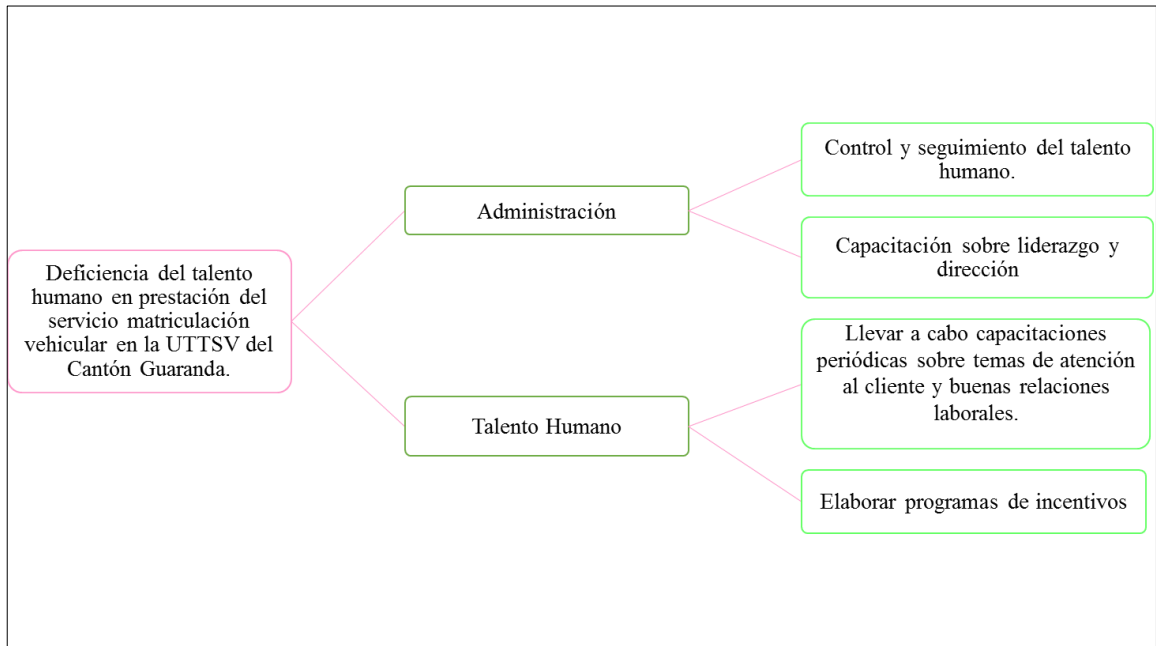 Deficiencia del talento
humano en prestación del
servicio matriculación
vehicular en la UTTSV del
Cantón Guaranda.
Administración
Control y seguimiento del talento
humano.
Capacitación sobre liderazgo y
dirección
Talento Humano
Llevar a cabo capacitaciones
periódicas sobre temas de atención
al cliente y buenas relaciones
laborales.
Elaborar programas de incentivos